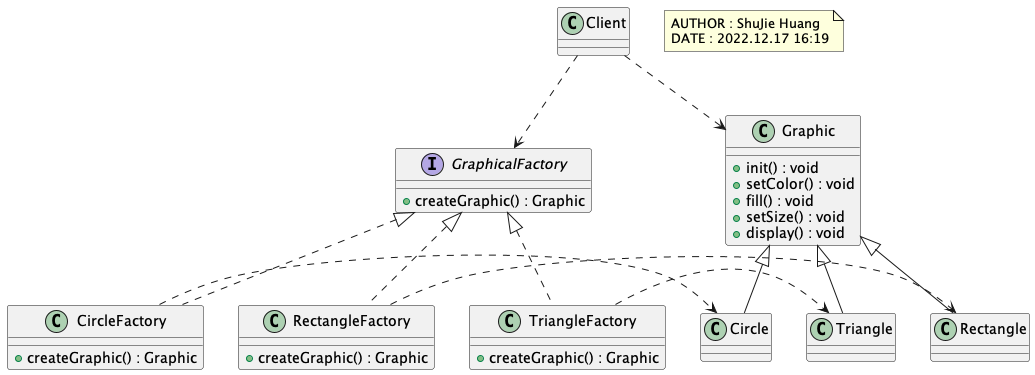 C Client
AUTHOR : ShuJie Huang
DATE : 2022.12.17 16:19
C Graphic
init() : void
setColor() : void
fill() : void
setSize() : void
display() : void
I GraphicalFactory
createGraphic() : Graphic
C CircleFactory
createGraphic() : Graphic
C RectangleFactory
createGraphic() : Graphic
C TriangleFactory
createGraphic() : Graphic
C Circle
C Triangle
C Rectangle